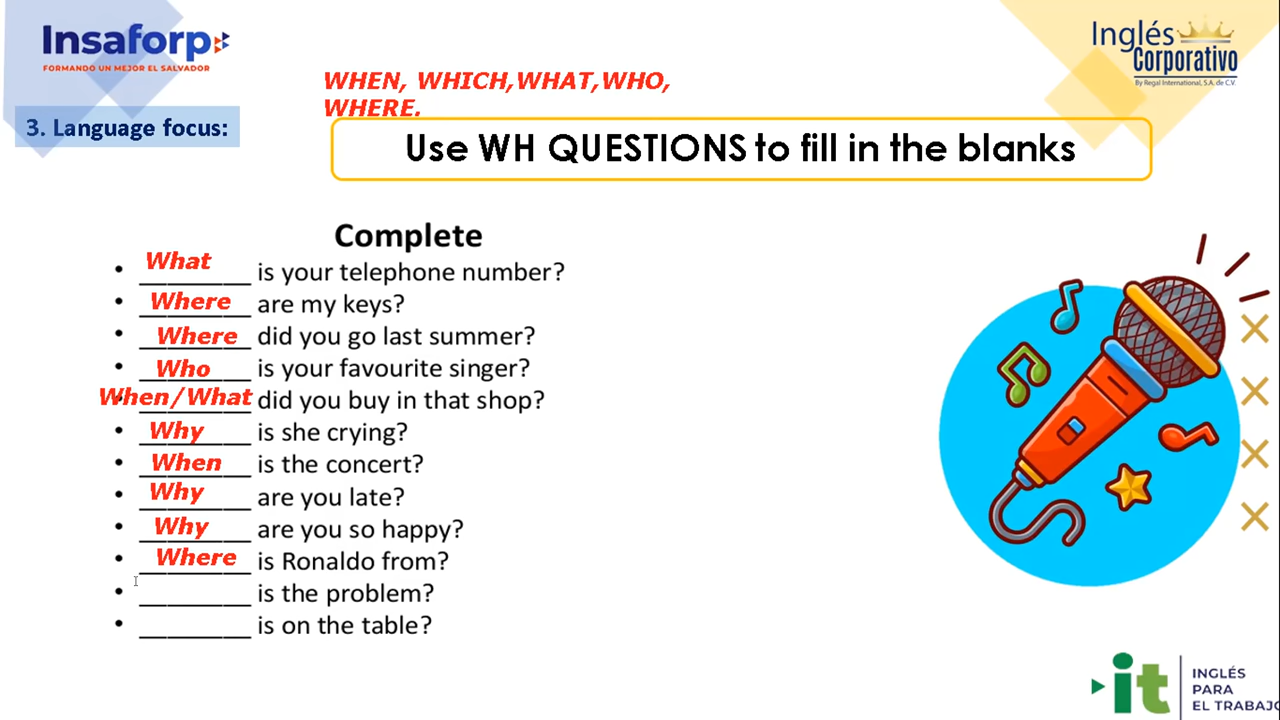 Insaforp
FORMANDO UN MEJOR EL SALVADOR
Inglés
Corporativo
By Regal International, S.A. de C.V.
WHEN, WHICH,WHAT,WHO,
WHERE.
3. Language focus:
Use WH QUESTIONS to fill in the blanks
Complete
• What is your telephone number?
• Where are my keys?
• Where did you go last summer?
• Who is your favourite singer?
• When/What did you buy in that shop?
• Why is she crying?
• When is the concert?
• Why are you late?
• Why are you so happy?
• Where is Ronaldo from?
• ________ is the problem?
• ________ is on the table?
it
INGLÉS
PARA
EL TRABAJO